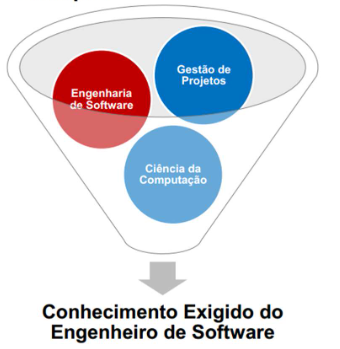 Gestão de
Projetos
Engenharia
de Software
Ciência da
Computação
Conhecimento Exigido do
Engenheiro de Software